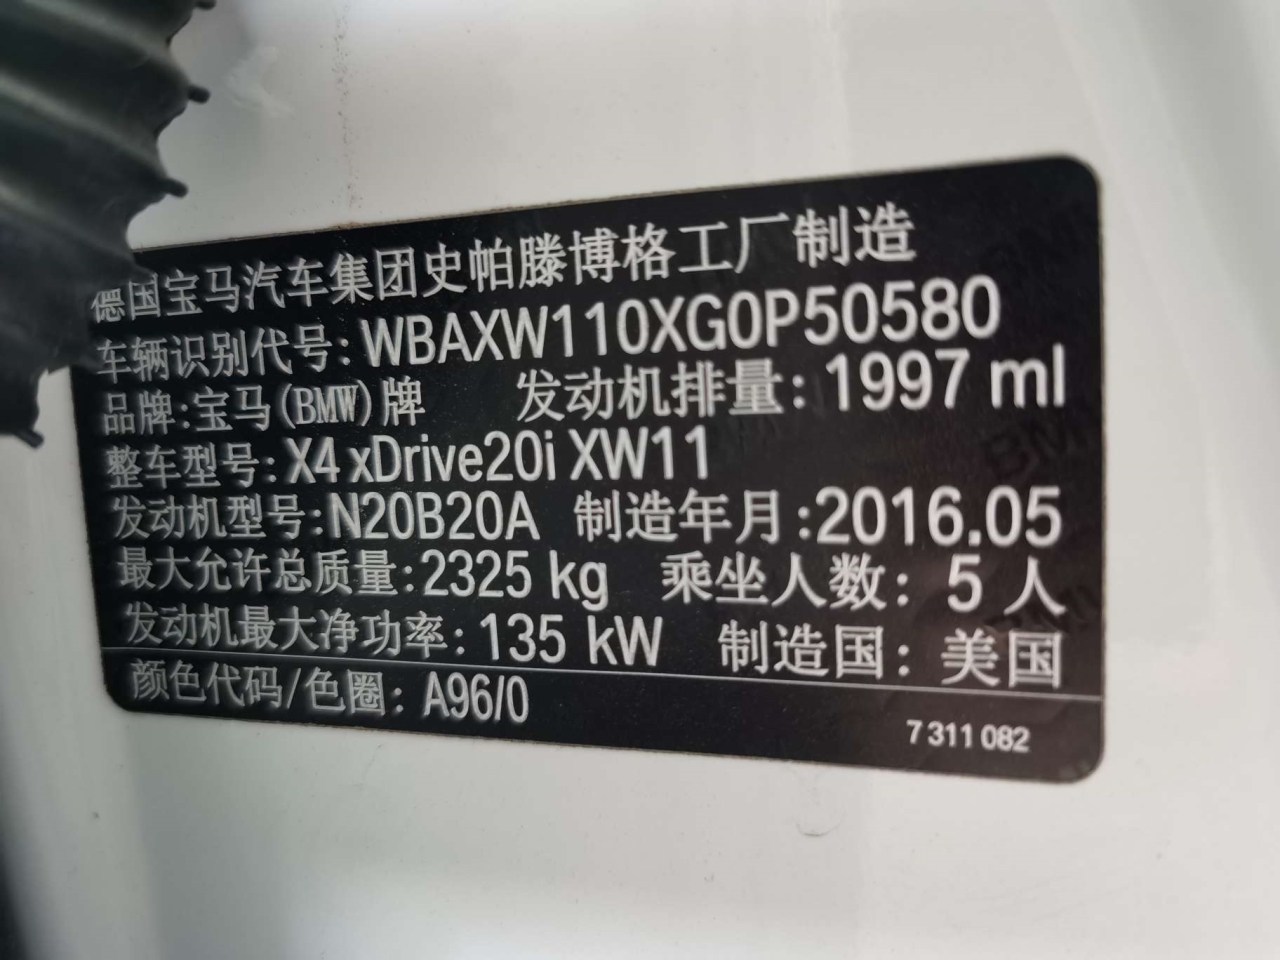 德国宝马汽车集团史帕滕博格工厂制造
车辆识别代号: WBAXW110XG0P50580
品牌:宝马(BMW)牌 发动机排量: 1997 ml
整车型号: X4 xDrive20i XW11
发动机型号: N20B20A 制造年月:2016.05
最大允许总质量: 2325 kg 乘坐人数: 5 人
发动机最大净功率: 135 kW 制造国: 美国
颜色代码/色圈: A96/0
7 311 082